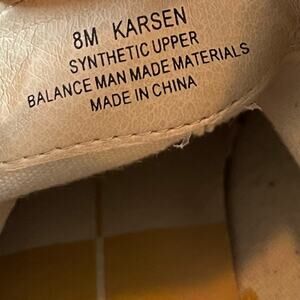 8M KARSEN
SYNTHETIC UPPER
BALANCE MAN MADE MATERIALS
MADE IN CHINA